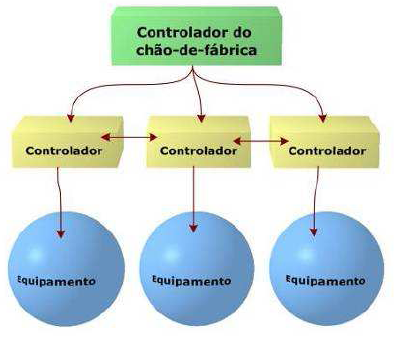 Controlador do
chão-de-fábrica
Controlador
Controlador
Controlador
Equipamento
Equipamento
Equipamento